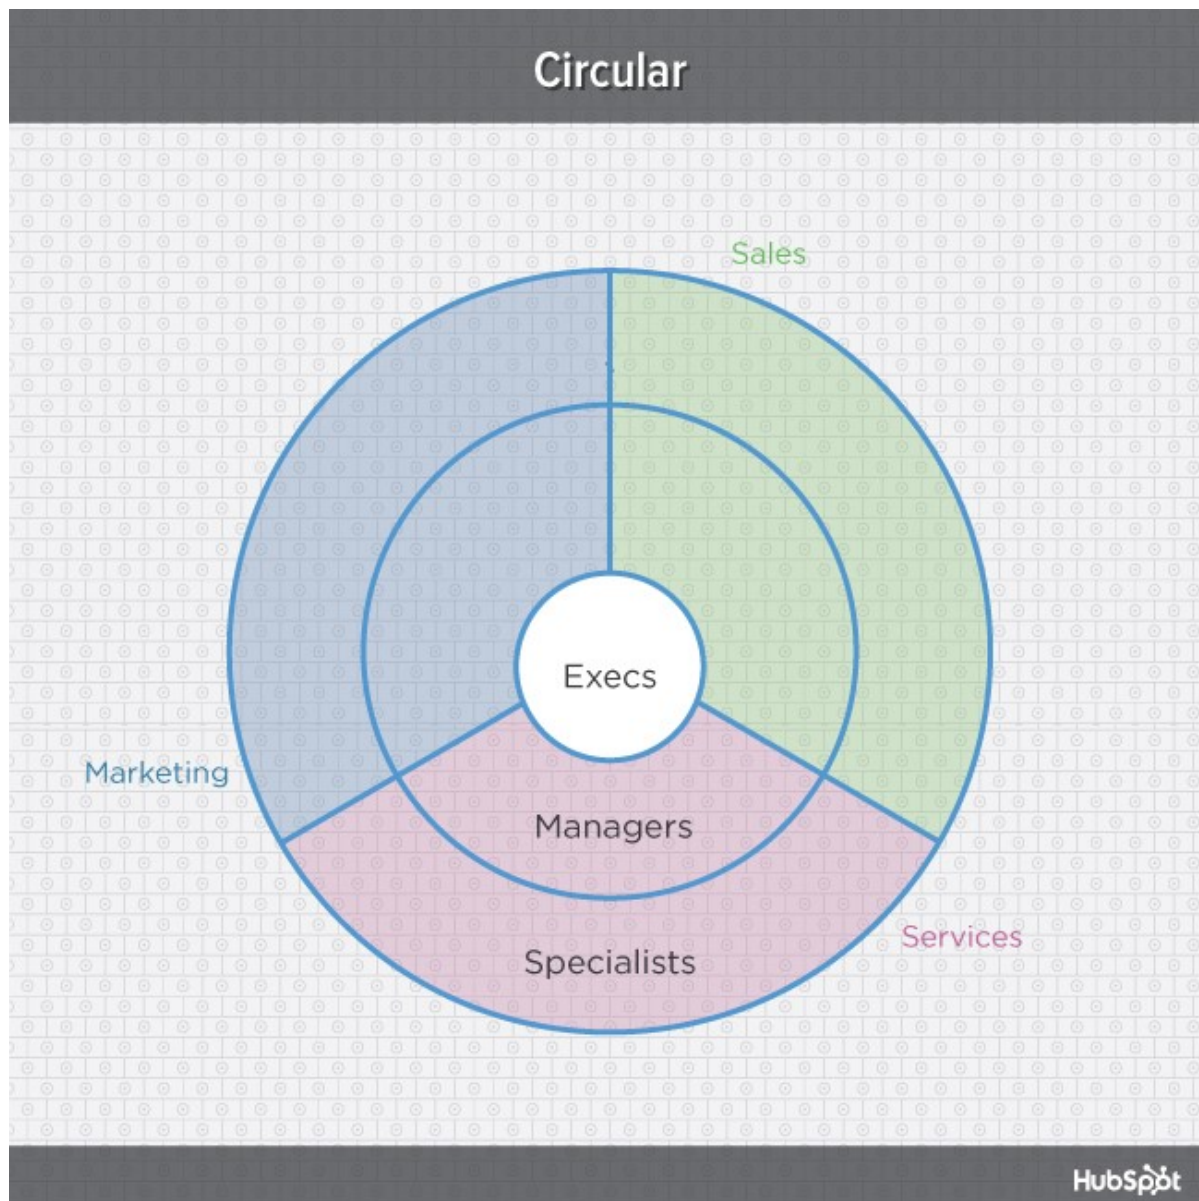 Circular
Sales
Execs
Marketing
Managers
Services
Specialists
HubSpot